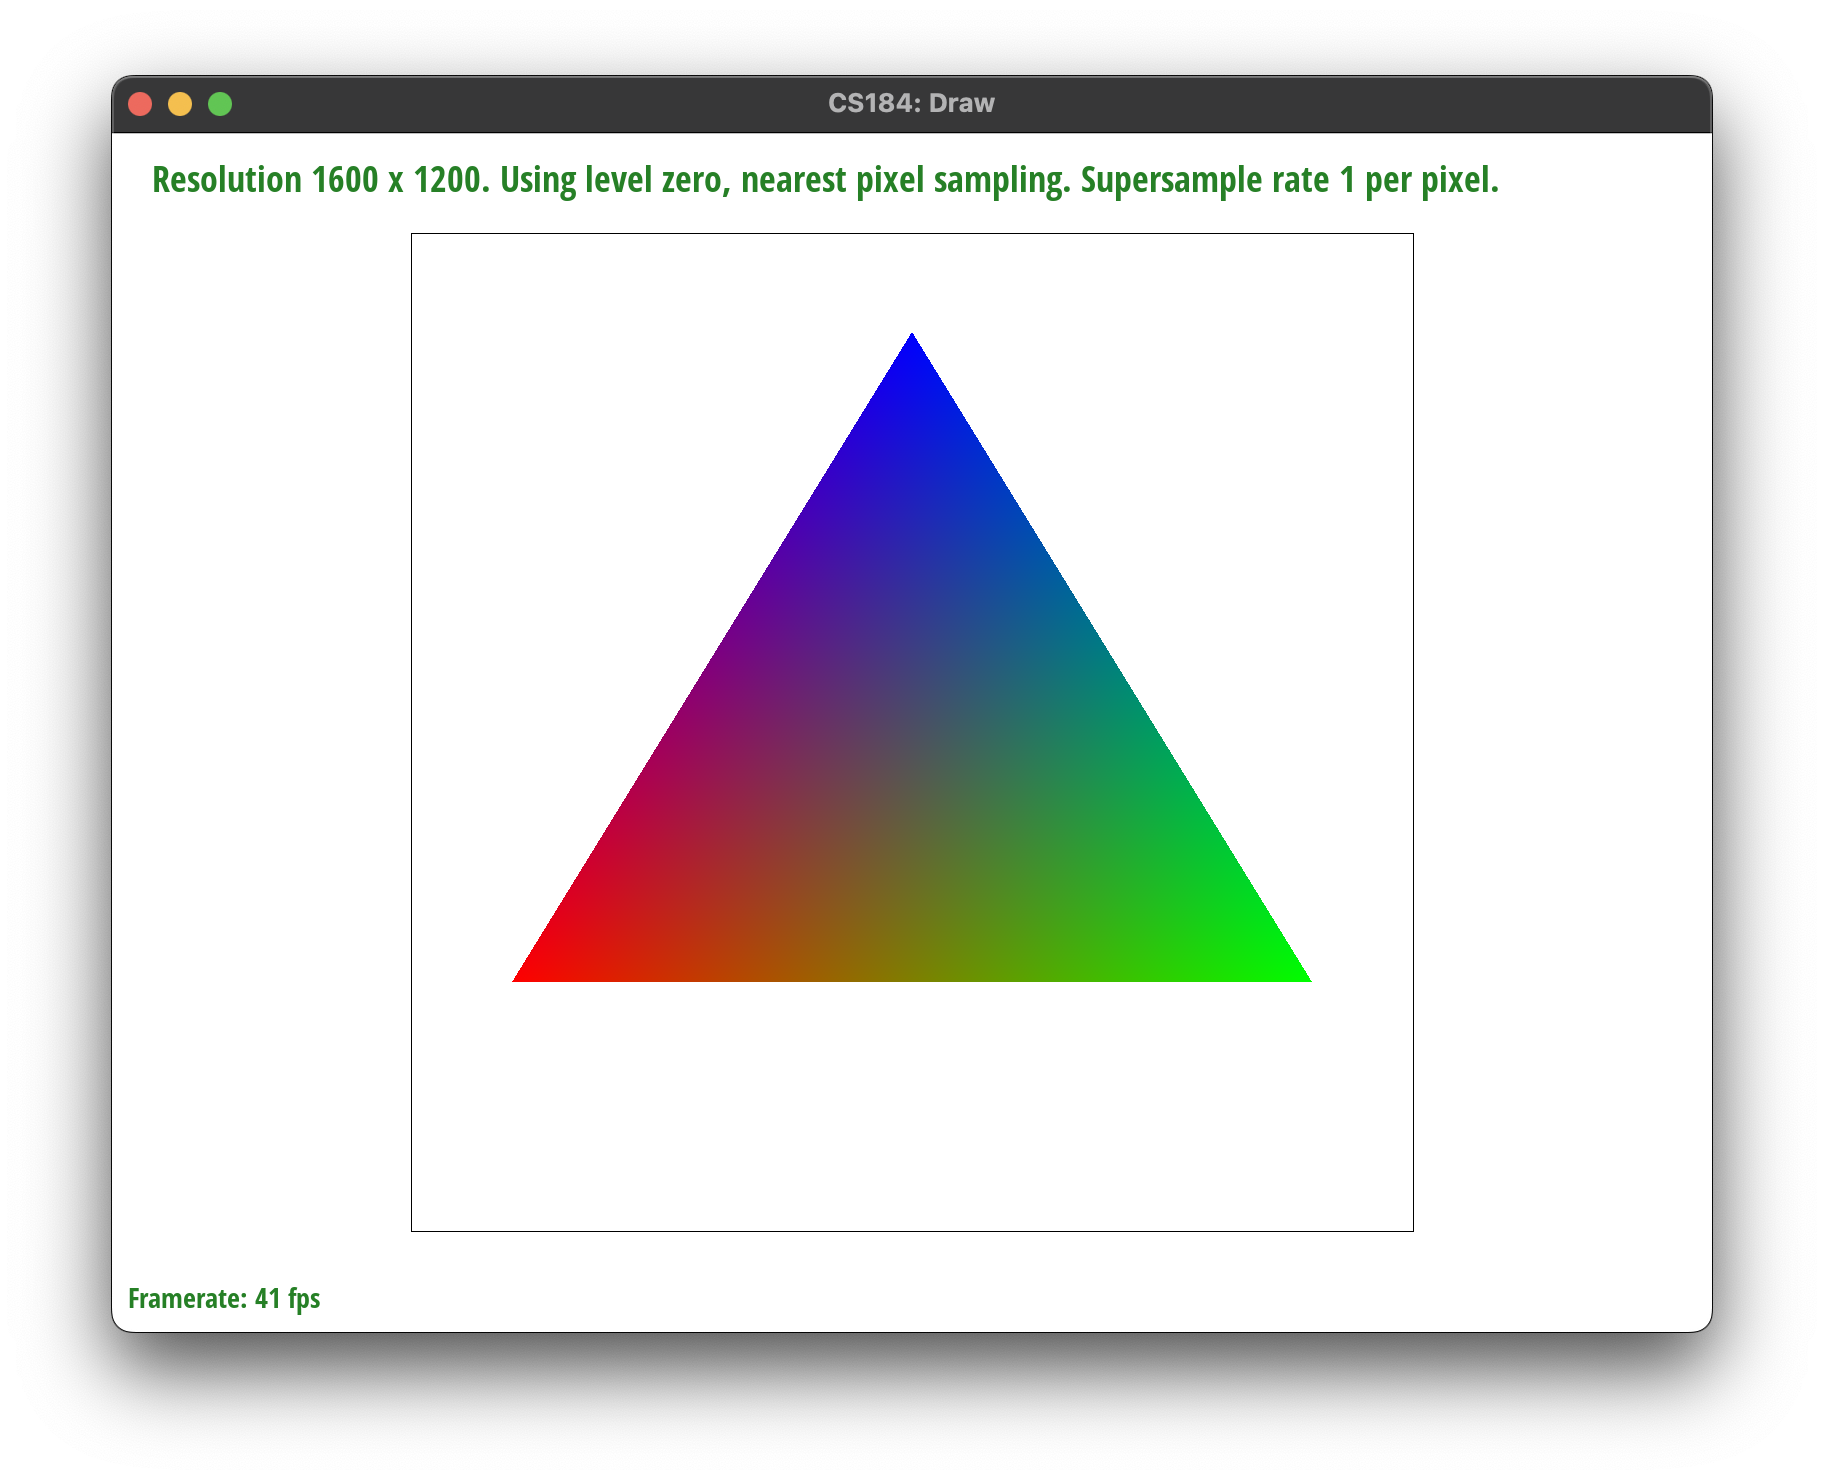 CS184: Draw
Resolution 1600 x 1200. Using level zero, nearest pixel sampling. Supersample rate 1 per pixel.
Framerate: 41 fps